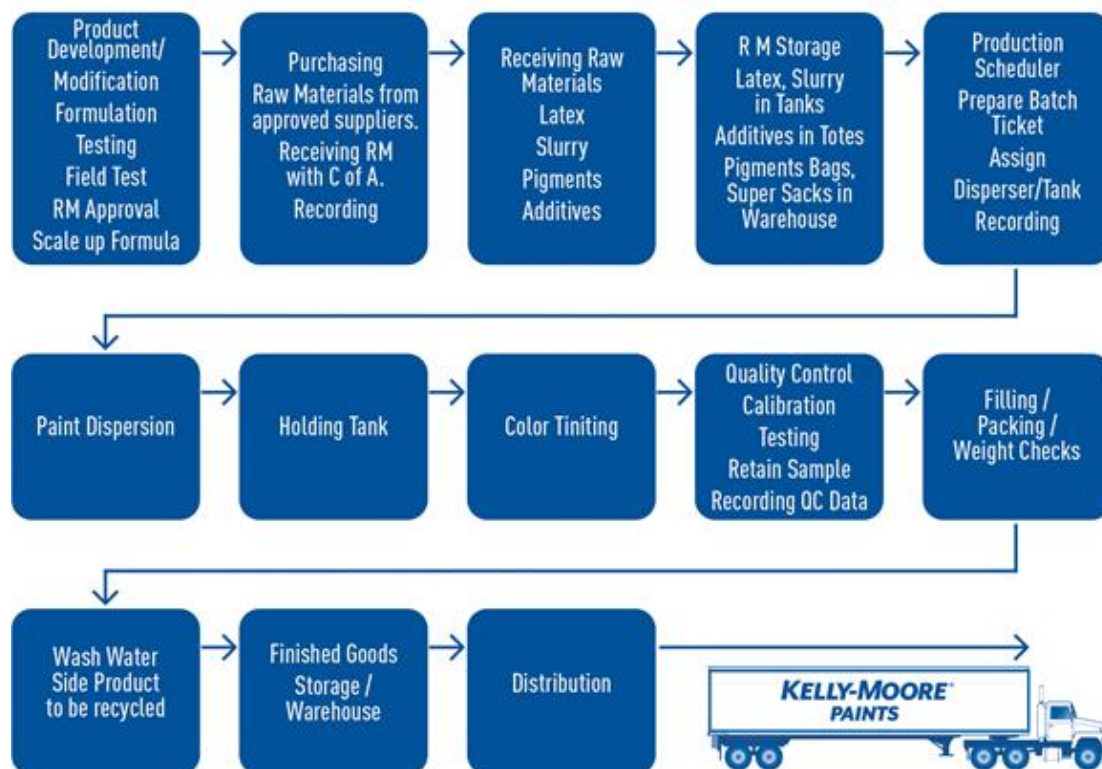 Product
Development/
Modification
Formulation
Testing
Field Test
RM Approval
Scale up Formula
Purchasing
Raw Materials from
approved suppliers.
Receiving RM
with C of A.
Recording
Receiving Raw
Materials
Latex
Slurry
Pigments
Additives
R M Storage
Latex, Slurry
in Tanks
Additives in Totes
Pigments Bags,
Super Sacks in
Warehouse
Production
Scheduler
Prepare Batch
Ticket
Assign
Disperser/Tank
Recording
Paint Dispersion
Holding Tank
Color Tiniting
Quality Control
Calibration
Testing
Retain Sample
Recording QC Data
Filling /
Packing /
Weight Checks
Wash Water
Side Product
to be recycled
Finished Goods
Storage /
Warehouse
Distribution
KELLY-MOORE®
PAINTS